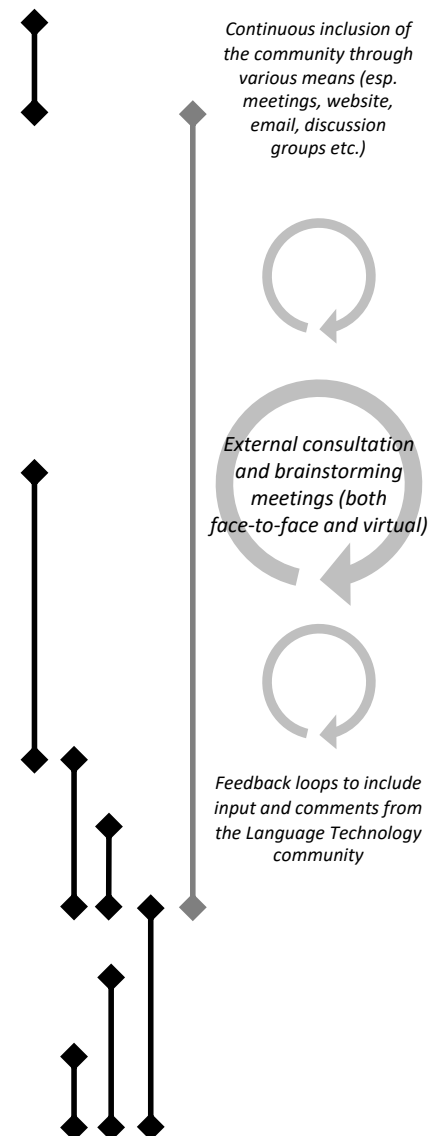 Continuous inclusion of
the community through
various means (esp.
meetings, website,
email, discussion
groups etc.)
External consultation
and brainstorming
meetings (both
face-to-face and virtual)
Feedback loops to include
input and comments from
the Language Technology
community